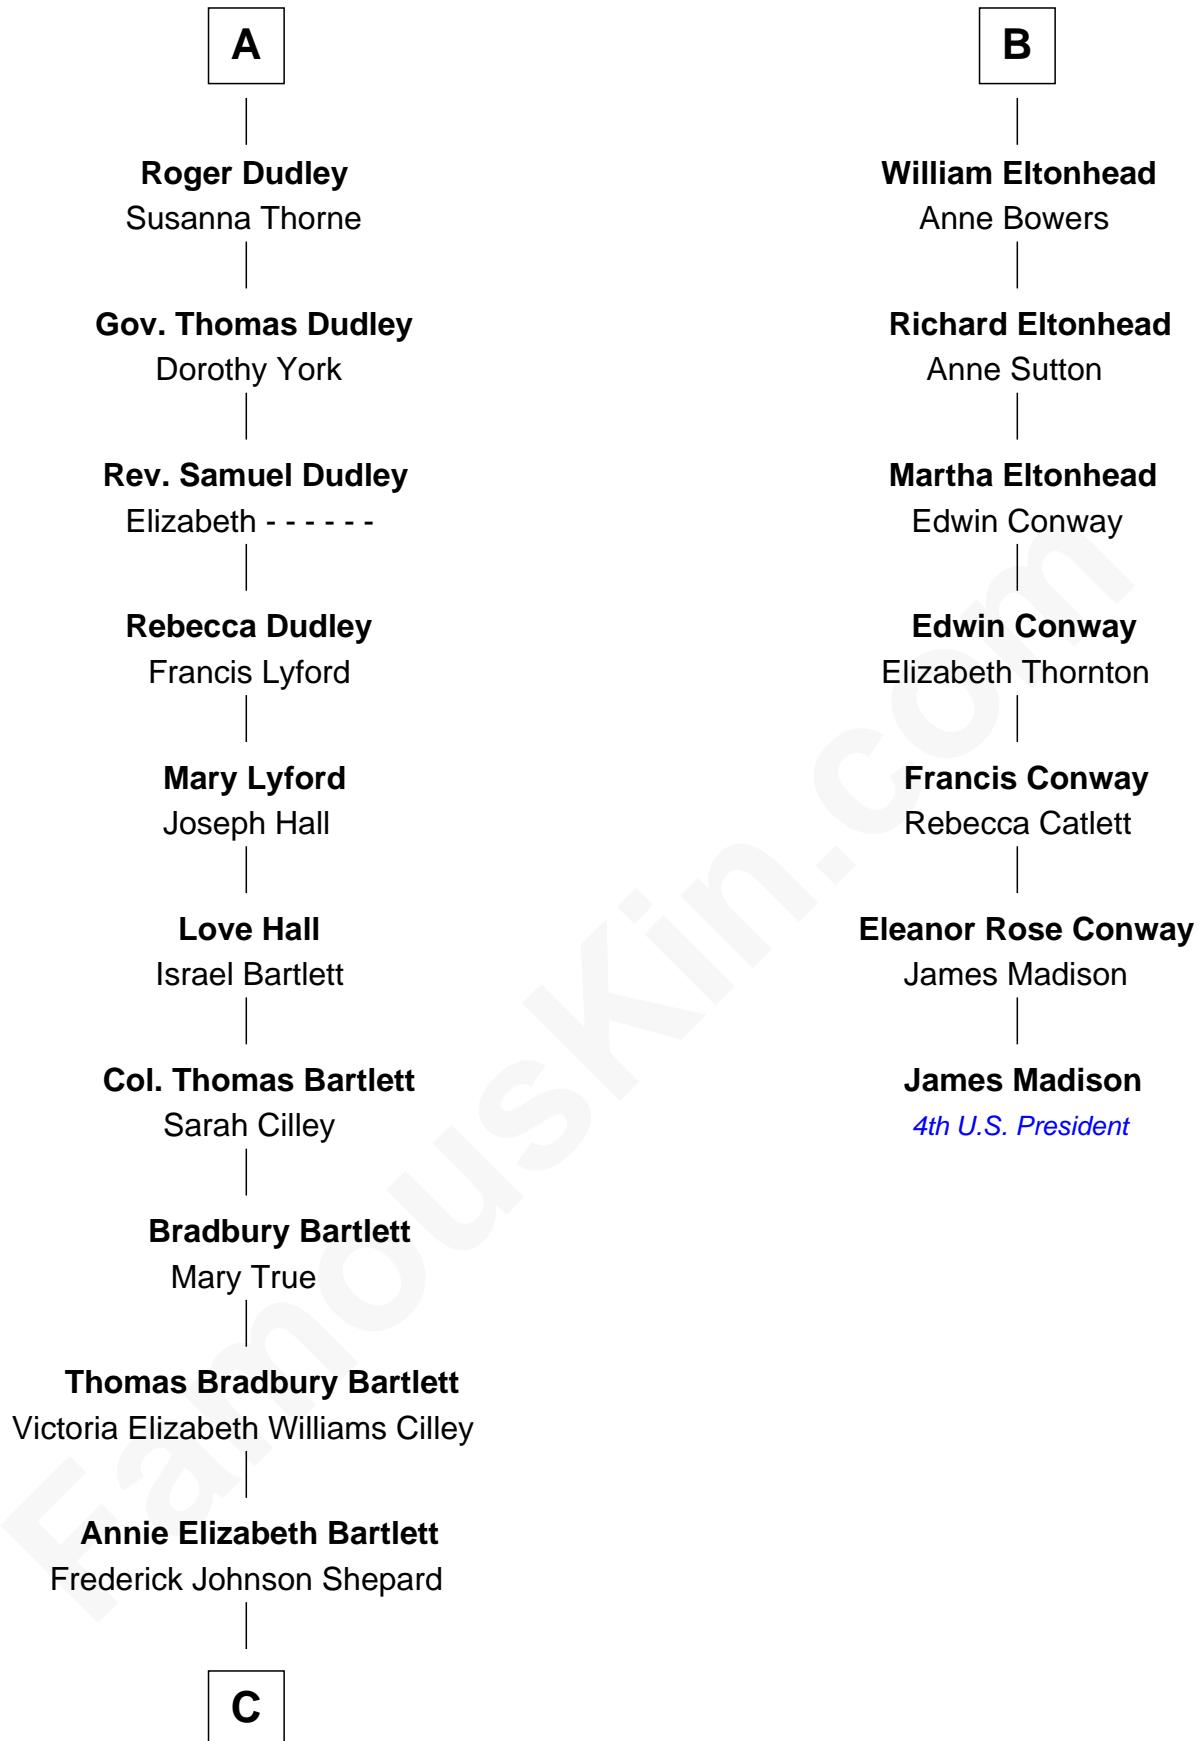 A
Roger Dudley
Susanna Thorne
Gov. Thomas Dudley
Dorothy York
Rev. Samuel Dudley
Elizabeth - - - - - -
Rebecca Dudley
Francis Lyford
Mary Lyford
Joseph Hall
Love Hall
Israel Bartlett
Col. Thomas Bartlett
Sarah Cilley
Bradbury Bartlett
Mary True
Thomas Bradbury Bartlett
Victoria Elizabeth Williams Cilley
Annie Elizabeth Bartlett
Frederick Johnson Shepard
C
B
William Eltonhead
Anne Bowers
Richard Eltonhead
Anne Sutton
Martha Eltonhead
Edwin Conway
Edwin Conway
Elizabeth Thornton
Francis Conway
Rebecca Catlett
Eleanor Rose Conway
James Madison
James Madison
4th U.S. President
FamousKin.com